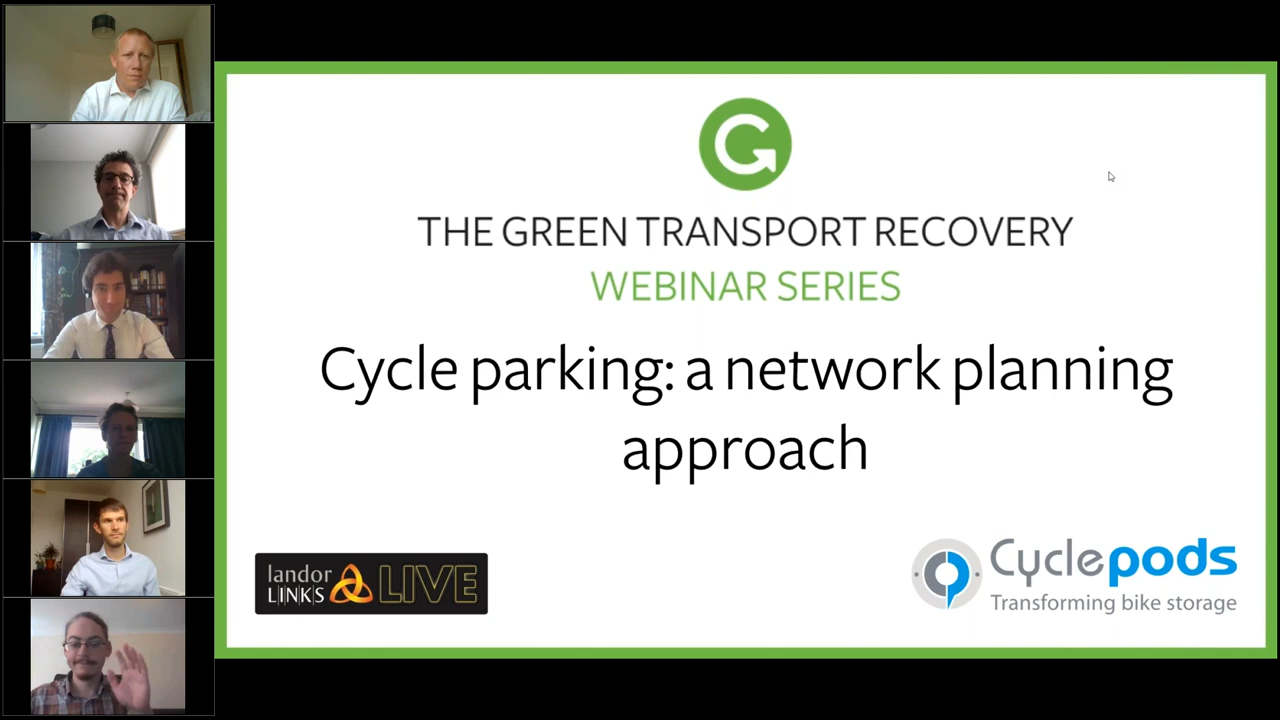 THE GREEN TRANSPORT RECOVERY
WEBINAR SERIES
Cycle parking: a network planning
approach
landor
LINKS
LIVE
Cyclepods
Transforming bike storage